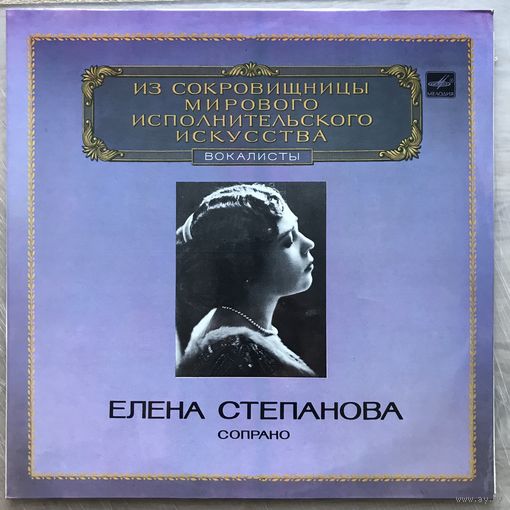 ИЗ СОКРОВИЩНИЦЫ
МИРОВОГО
ИСПОЛНИТЕЛЬСКОГО
ИСКУССТВА
ВОКАЛИСТЫ
МЕЛОДИЯ
ЕЛЕНА СТЕПАНОВА
СОПРАНО